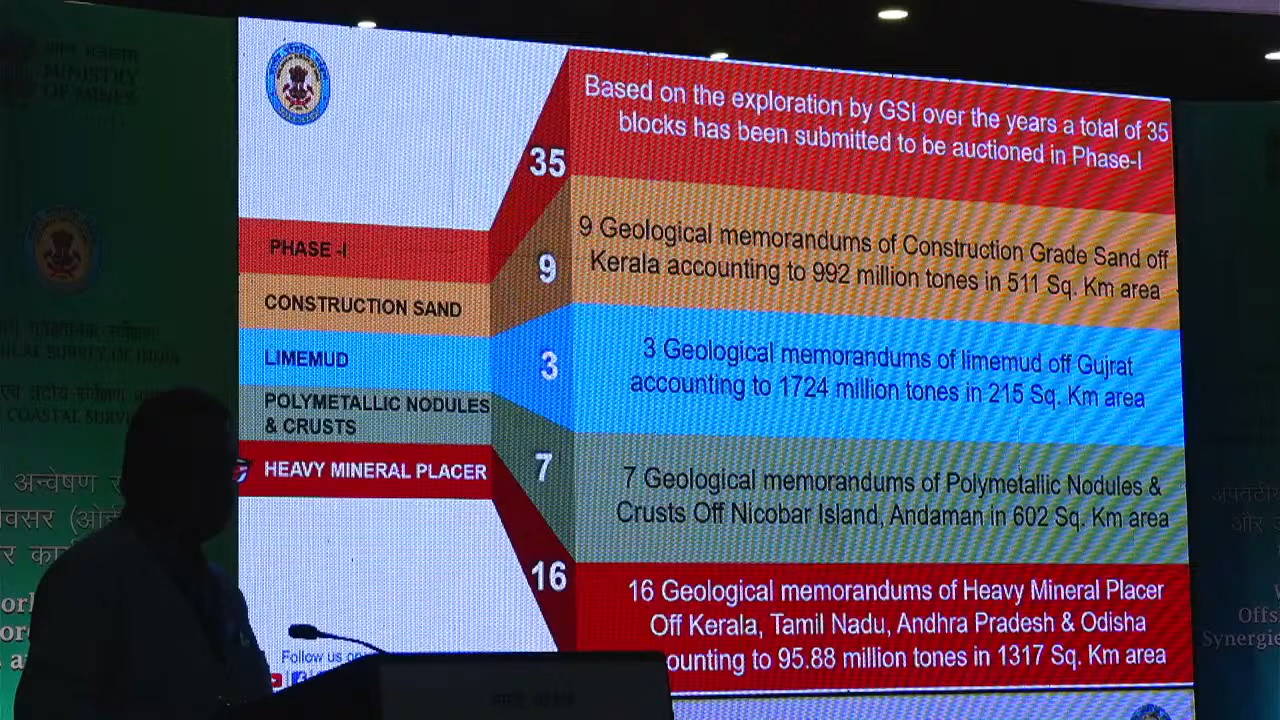 MINISTRY
OF MINES
Based on the exploration by GSI over the years a total of 35
blocks has been submitted to be auctioned in Phase-I
35
PHASE -I
9 Geological memorandums of Construction Grade Sand off
Kerala accounting to 992 million tones in 511 Sq. Km area
9
CONSTRUCTION SAND
3 Geological memorandums of limemud off Gujrat
accounting to 1724 million tones in 215 Sq. Km area
3
LIMEMUD
POLYMETALLIC NODULES
& CRUSTS
7
7 Geological memorandums of Polymetallic Nodules &
Crusts Off Nicobar Island, Andaman in 602 Sq. Km area
HEAVY MINERAL PLACER
16
16 Geological memorandums of Heavy Mineral Placer
Off Kerala, Tamil Nadu, Andhra Pradesh & Odisha
ounting to 95.88 million tones in 1317 Sq. Km area
Follow us
SURVEY OF INDIA
COASTAL
अन्वेषण
Offs
Synergie